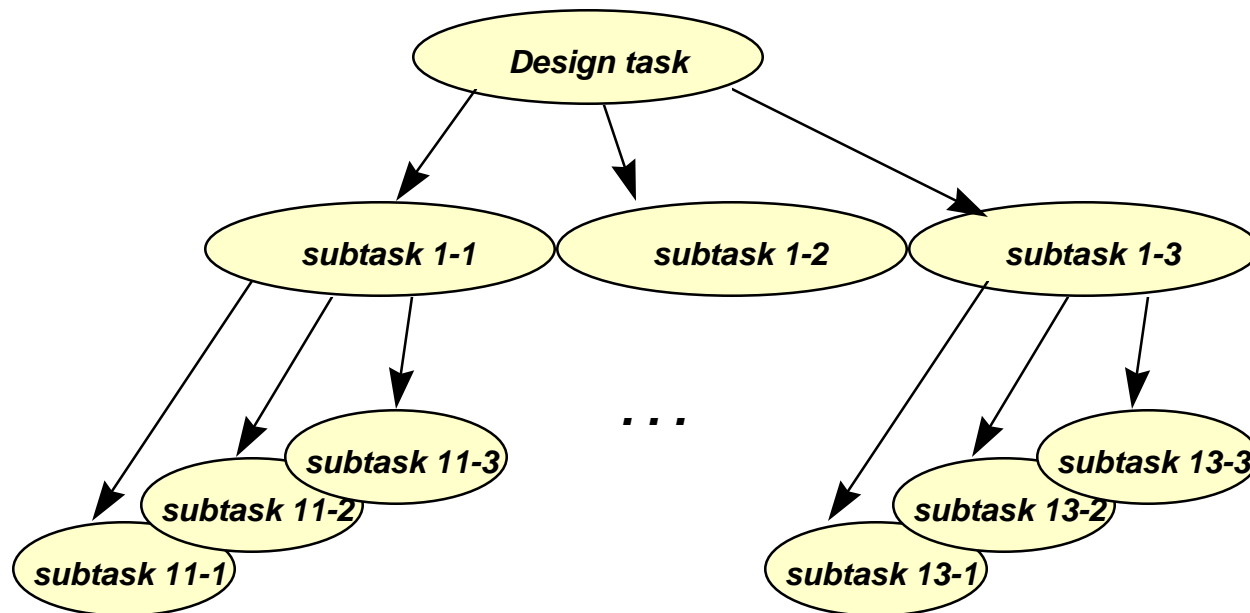 Design task
subtask 1-1
subtask 1-2
subtask 1-3
. . .
subtask 11-3
subtask 13-3
subtask 11-2
subtask 13-2
subtask 11-1
subtask 13-1